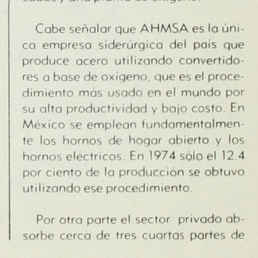 Cabe señalar que AHMSA es la úni-
ca empresa siderúrgica del país que
produce acero utilizando convertido-
res a base de oxigeno, que es el proce-
dimiento más usado en el mundo por
su alta productividad y bajo costo. En
México se emplean fundamentalmen-
te los hornos de hogar abierto y los
hornos eléctricos. En 1974 sólo el 12.4
por ciento de la producción se obtuvo
utilizando ese procedimiento.
Por otra parte el sector privado ab-
sorbe cerca de tres cuartas partes de